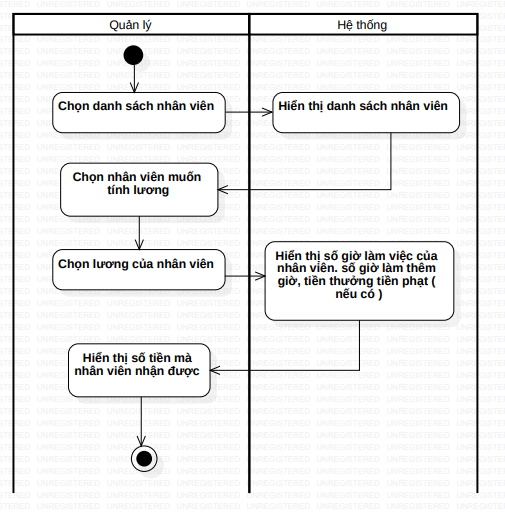 Quản lý
Hệ thống
Chọn danh sách nhân viên
Hiển thị danh sách nhân viên
Chọn nhân viên muốn
tính lương
Chọn lương của nhân viên
Hiển thị số giờ làm việc của
nhân viên. số giờ làm thêm
giờ, tiền thưởng tiền phạt (
nếu có )
Hiển thị số tiền mà
nhân viên nhận được